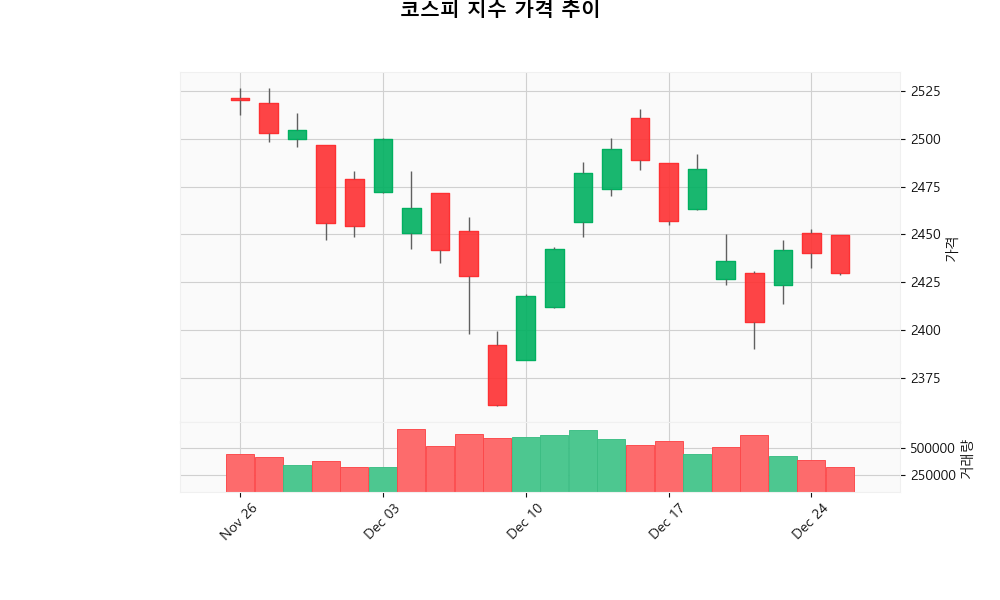 코스피 지수 가격 추이
2525
2500
2475
2450
2425
2400
2375
가격
500000
250000
거래량
Nov 26
Dec 03
Dec 10
Dec 17
Dec 24